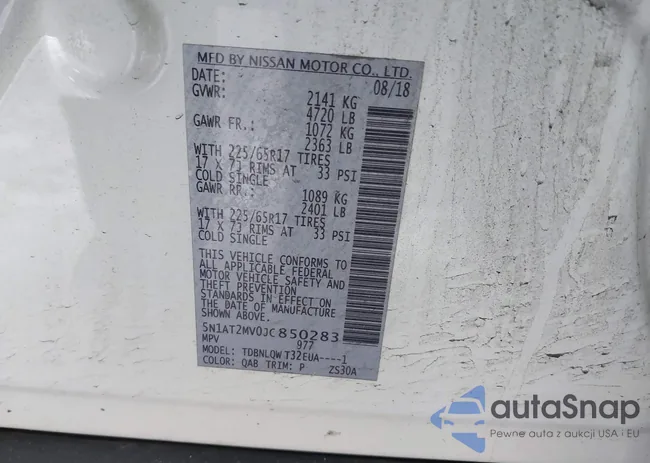 MFD BY NISSAN MOTOR CO., LTD.
DATE: 08/18
GVWR: 2141 KG
4720 LB
GAWR FR.: 1072 KG
2363 LB
WITH 225/65R17 TIRES
17 X 7J RIMS AT 33 PSI
COLD SINGLE
GAWR RR.: 1089 KG
2401 LB
WITH 225/65R17 TIRES
17 X 7J RIMS AT 33 PSI
COLD SINGLE
THIS VEHICLE CONFORMS TO
ALL APPLICABLE FEDERAL
MOTOR VEHICLE SAFETY AND
THEFT PREVENTION
STANDARDS IN EFFECT ON
THE DATE OF MANUFACTURE
SHOWN ABOVE.
5N1AT2MV0JC850283
MPV 977
MODEL: TDBNLQW T32EUA----1
COLOR: QAB TRIM: P ZS30A
autaSnap
Pewne auta z aukcji USA i EU